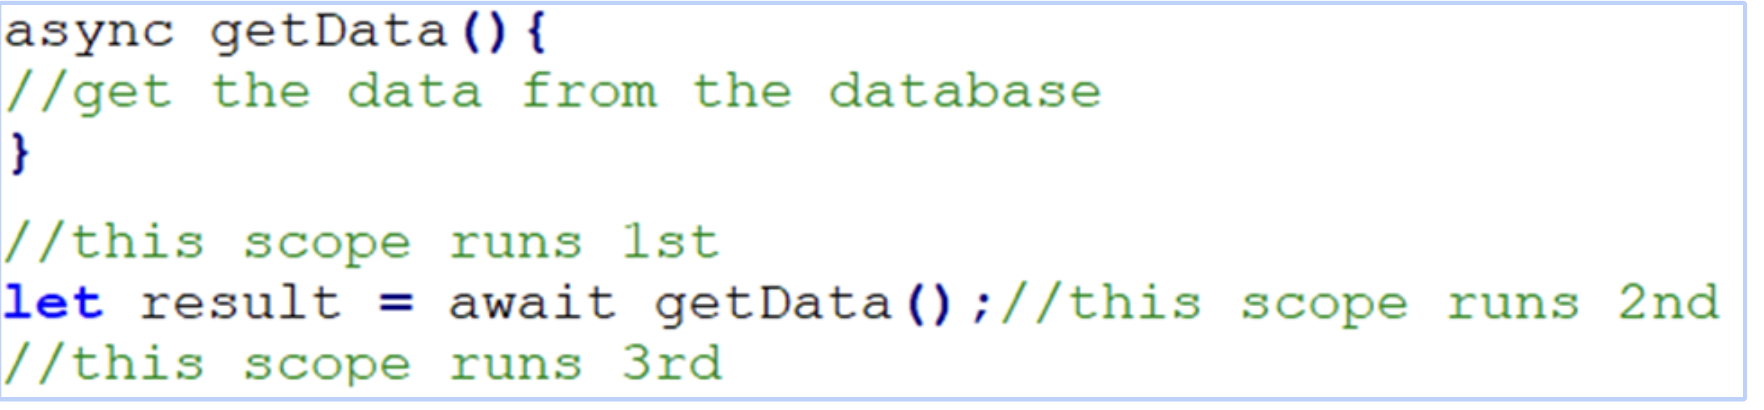 async getData(){
//get the data from the database
}
//this scope runs 1st
let result = await getData();//this scope runs 2nd
//this scope runs 3rd